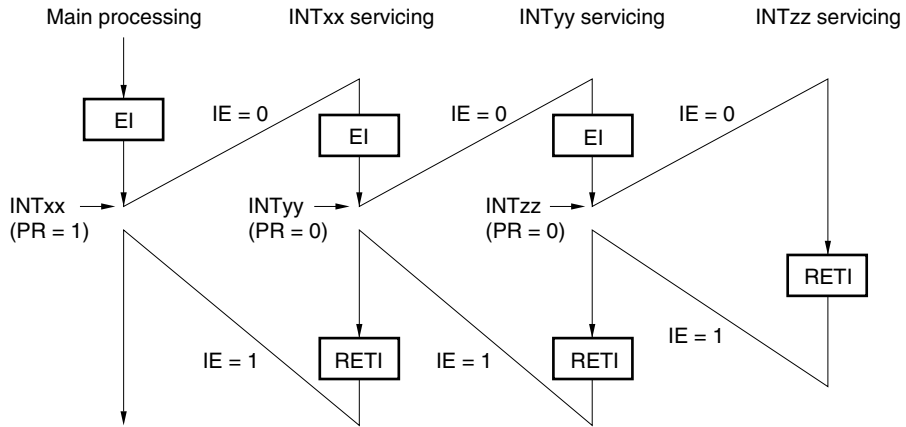 Main processing
INTxx servicing
INTyy servicing
INTzz servicing
EI
IE = 0
EI
IE = 0
EI
IE = 0
INTxx
(PR = 1)
INTyy
(PR = 0)
INTzz
(PR = 0)
RETI
IE = 1
RETI
IE = 1
RETI
IE = 1